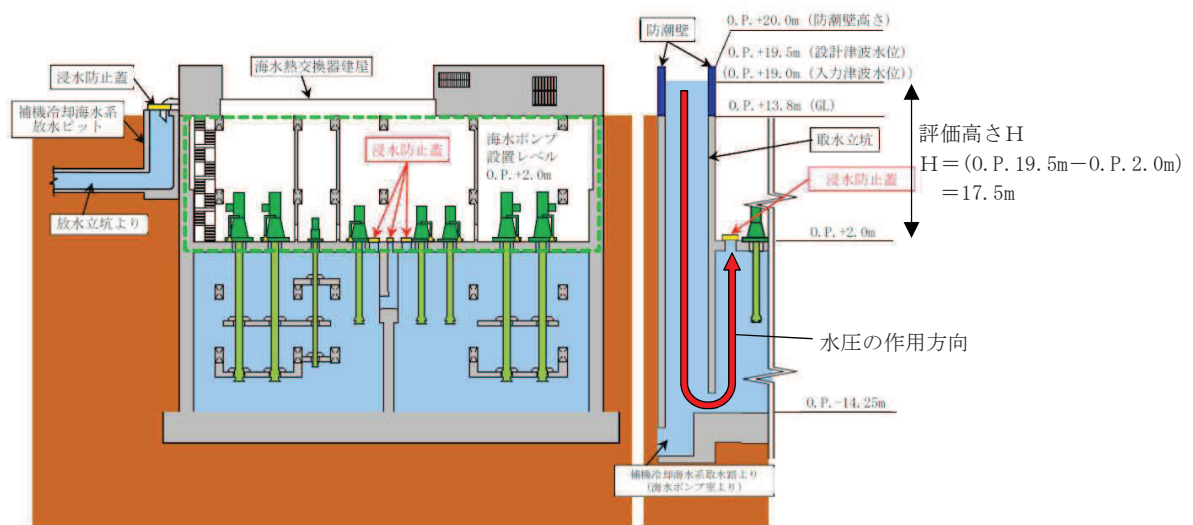 浸水防止蓋
補機冷却海水系
放水ピット
放水立坑より
海水熱交換器建屋
海水ポンプ
設置レベル
O.P.+2.0m
浸水防止蓋
防潮壁
O.P.+20.0m (防潮壁高さ)
O.P.+19.5m (設計津波水位)
(O.P.+19.0m (入力津波水位))
O.P.+13.8m (GL)
取水立坑
浸水防止蓋
O.P.+2.0m
評価高さH
H=(O.P.19.5m-O.P.2.0m)
=17.5m
水圧の作用方向
O.P.-14.25m
補機冷却海水系取水路より
(海水ポンプ室より)